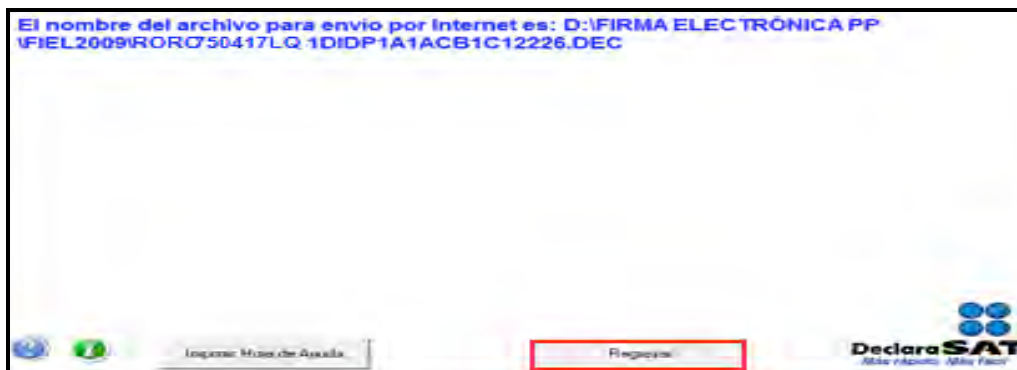 El nombre del archivo para envío por Internet es: D:\FIRMA ELECTRÓNICA PP
\FIEL2009\RORO750417LQ 1DIDP1A1ACB1C12226.DEC
Imprimir Hoja de Ayuda
Regresar
DeclaraSAT
Más rápido, Más fácil